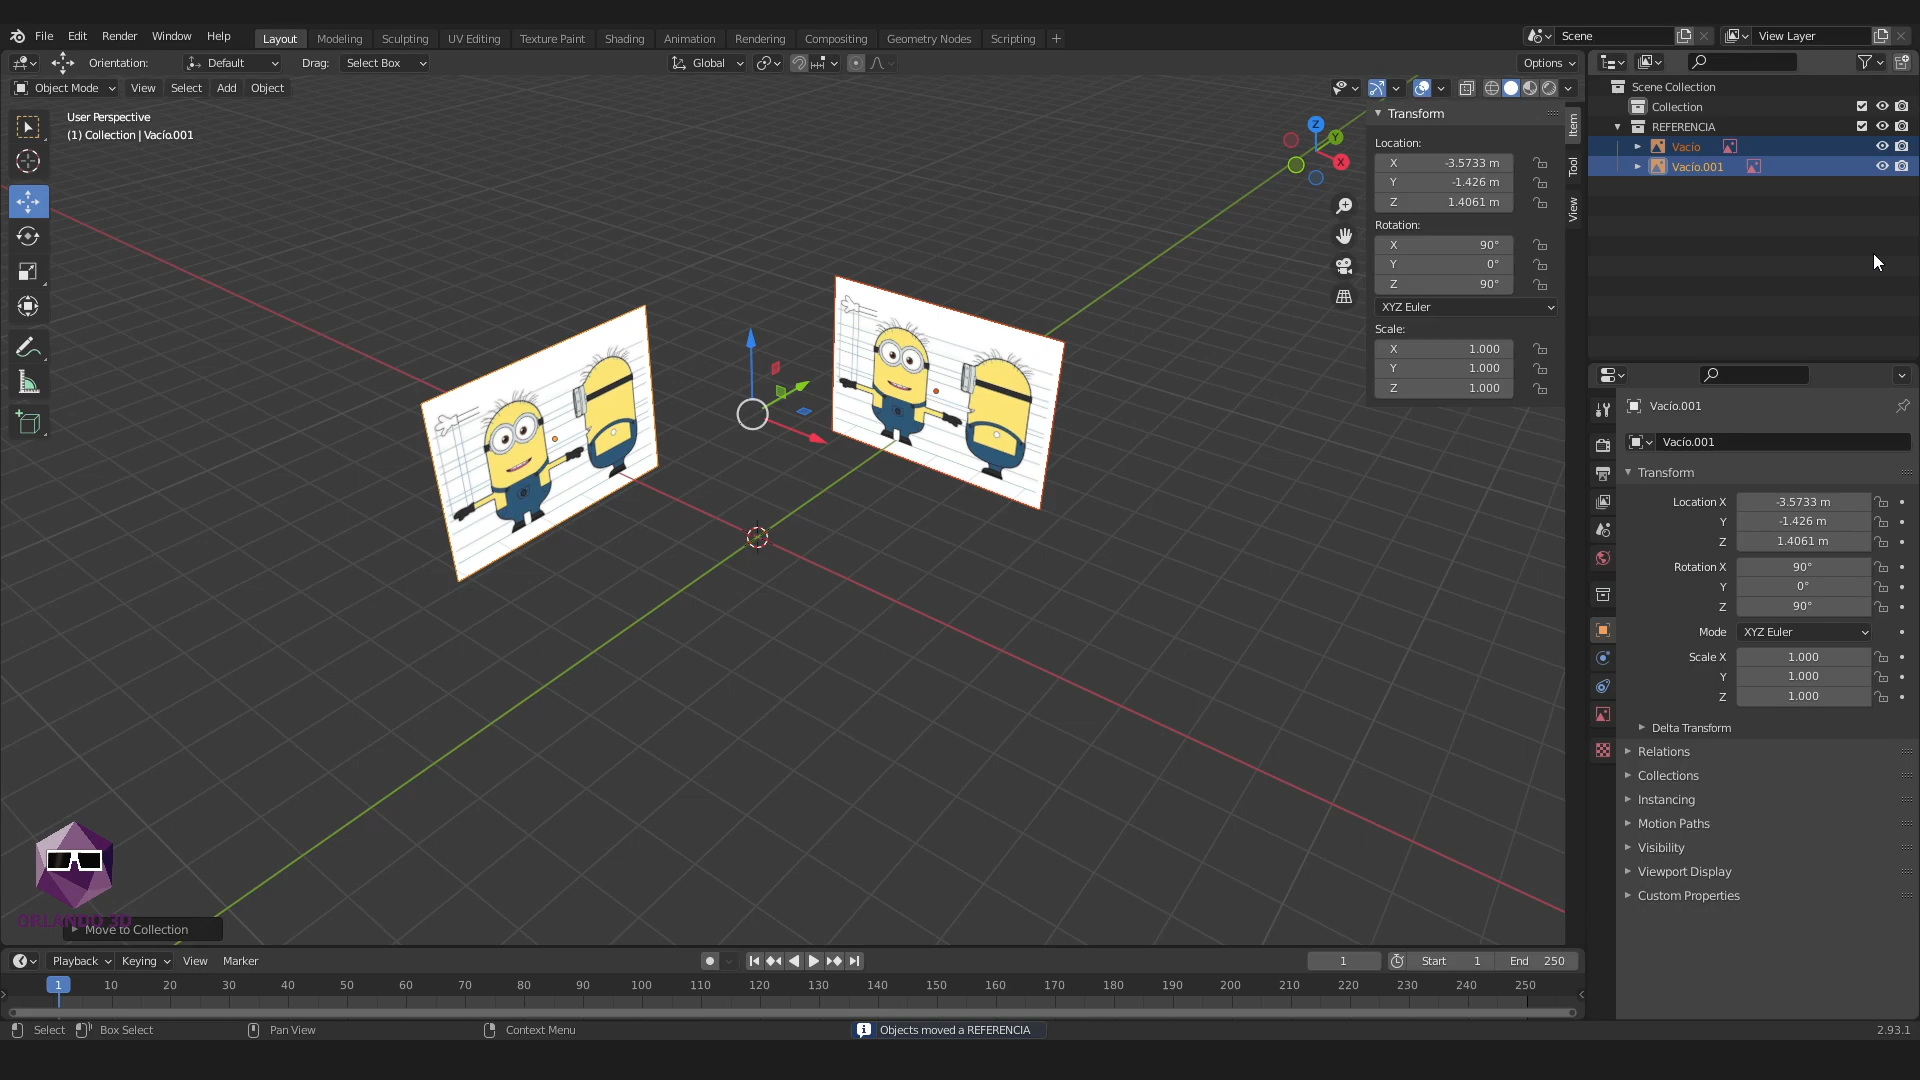 File Edit Render Window Help Layout Modeling Sculpting UV Editing Texture Paint Shading Animation Rendering Compositing Geometry Nodes Scripting + Scene View Layer
Orientation: Default Drag: Select Box Global Options
Object Mode View Select Add Object
User Perspective
(1) Collection | Vacío.001
Transform
Location:
X -3.5733 m
Y -1.426 m
Z 1.4061 m
Rotation:
X 90°
Y 0°
Z 90°
XYZ Euler
Scale:
X 1.000
Y 1.000
Z 1.000
Item
Tool
View
Z
Y
X
Scene Collection
Collection
REFERENCIA
Vacío
Vacío.001
Vacío.001
Vacío.001
Transform
Location X -3.5733 m
Y -1.426 m
Z 1.4061 m
Rotation X 90°
Y 0°
Z 90°
Mode XYZ Euler
Scale X 1.000
Y 1.000
Z 1.000
Delta Transform
Relations
Collections
Instancing
Motion Paths
Visibility
Viewport Display
Custom Properties
ORLANDO 3D
Move to Collection
Playback Keying View Marker 1 Start 1 End 250
1 10 20 30 40 50 60 70 80 90 100 110 120 130 140 150 160 170 180 190 200 210 220 230 240 250
Select Box Select Pan View Context Menu Objects moved a REFERENCIA 2.93.1